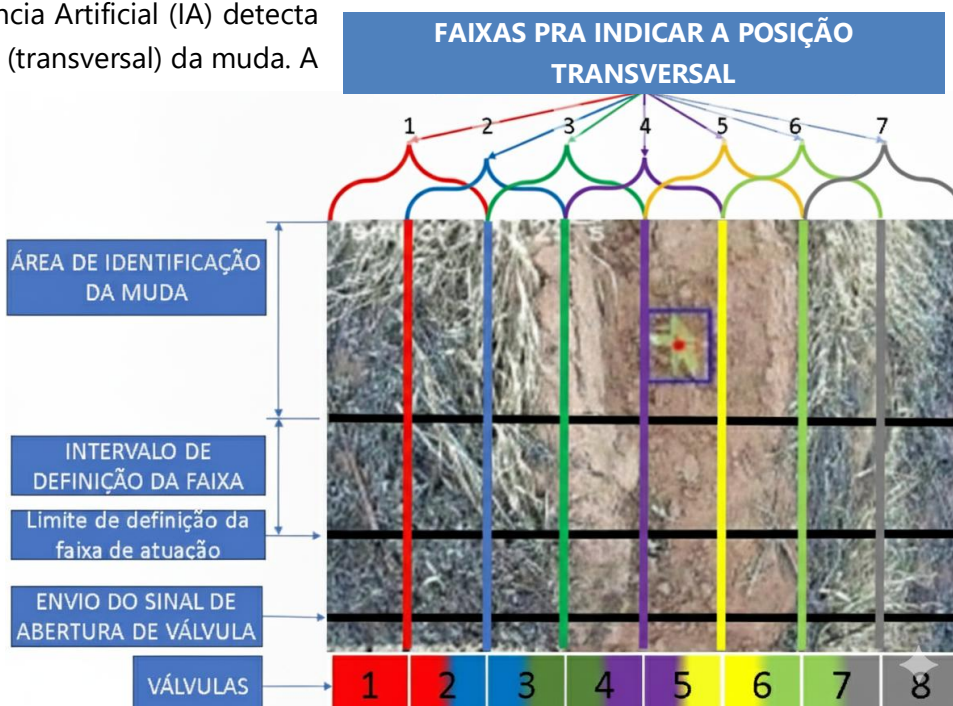 ncia Artificial (IA) detecta
(transversal) da muda. A
FAIXAS PRA INDICAR A POSIÇÃO
TRANSVERSAL
1 2 3 4 5 6 7
ÁREA DE IDENTIFICAÇÃO
DA MUDA
INTERVALO DE
DEFINIÇÃO DA FAIXA
Limite de definição da
faixa de atuação
ENVIO DO SINAL DE
ABERTURA DE VÁLVULA
VÁLVULAS
1 2 3 4 5 6 7 8